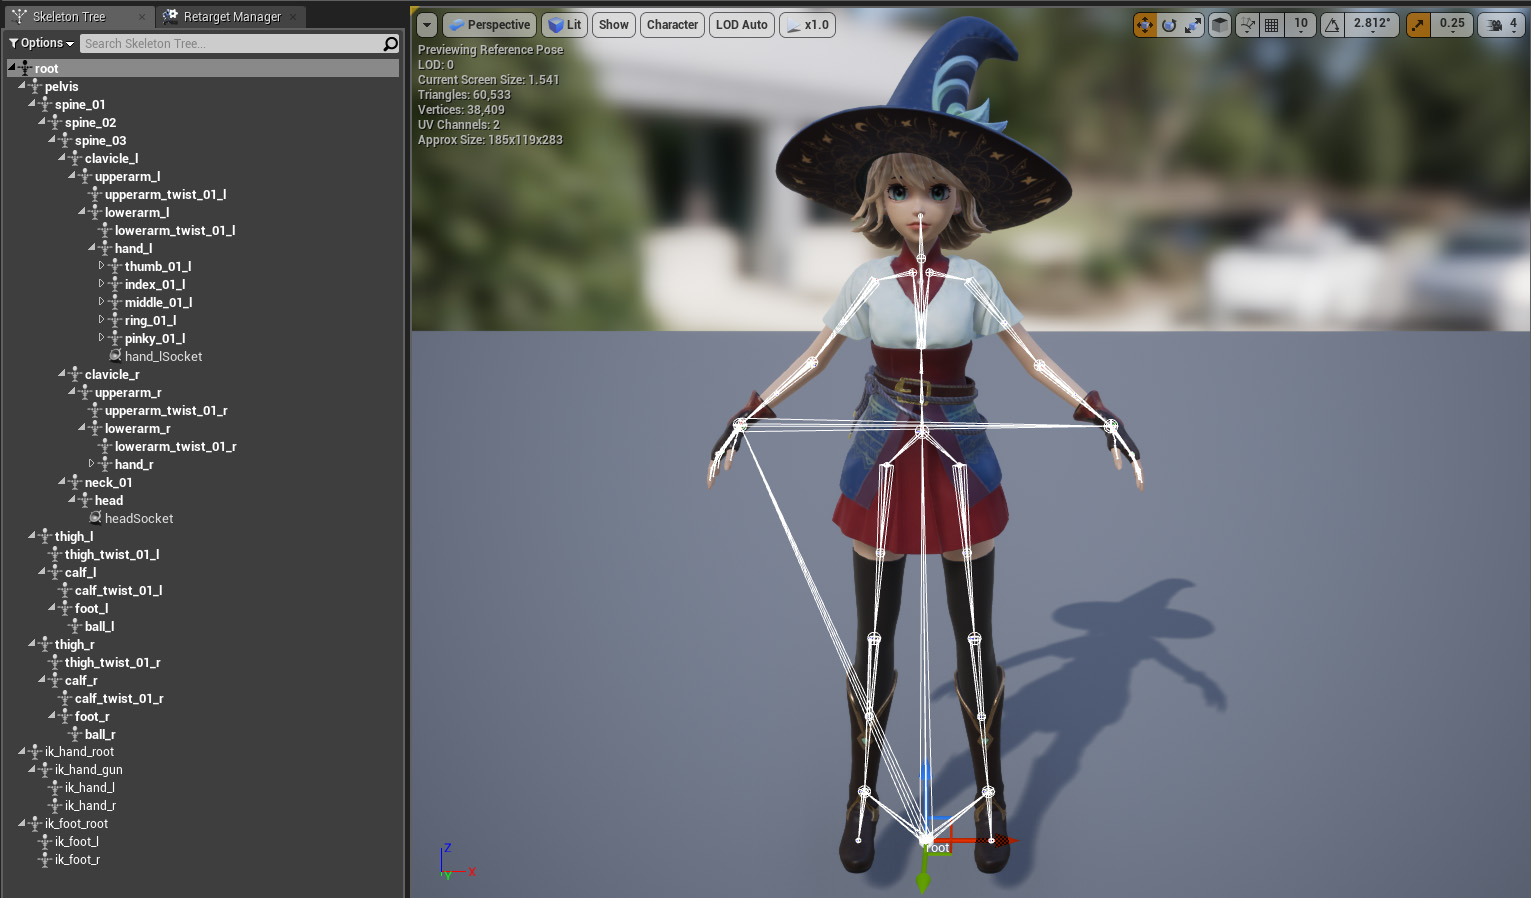 Skeleton Tree
Retarget Manager
Options
Search Skeleton Tree...
root
pelvis
spine_01
spine_02
spine_03
clavicle_l
upperarm_l
upperarm_twist_01_l
lowerarm_l
lowerarm_twist_01_l
hand_l
thumb_01_l
index_01_l
middle_01_l
ring_01_l
pinky_01_l
hand_lSocket
clavicle_r
upperarm_r
upperarm_twist_01_r
lowerarm_r
lowerarm_twist_01_r
hand_r
neck_01
head
headSocket
thigh_l
thigh_twist_01_l
calf_l
calf_twist_01_l
foot_l
ball_l
thigh_r
thigh_twist_01_r
calf_r
calf_twist_01_r
foot_r
ball_r
ik_hand_root
ik_hand_gun
ik_hand_l
ik_hand_r
ik_foot_root
ik_foot_l
ik_foot_r
Perspective Lit Show Character LOD Auto x1.0 10 2.812° 0.25 4
Previewing Reference Pose
LOD: 0
Current Screen Size: 1.541
Triangles: 60,533
Vertices: 38,409
UV Channels: 2
Approx Size: 185x119x283
root
Z
X
Y